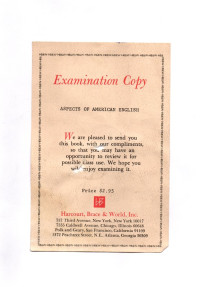 Examination Copy
ASPECTS OF AMERICAN ENGLISH
We are pleased to send you
this book, with our compliments,
so that you may have an
opportunity to review it for
possible class use. We hope you
will enjoy examining it.
Price $2.95
Harcourt, Brace & World, Inc.
757 Third Avenue, New York, New York 10017
7555 Caldwell Avenue, Chicago, Illinois 60648
Polk and Geary, San Francisco, California 94109
1372 Peachtree Street, N.E., Atlanta, Georgia 30309